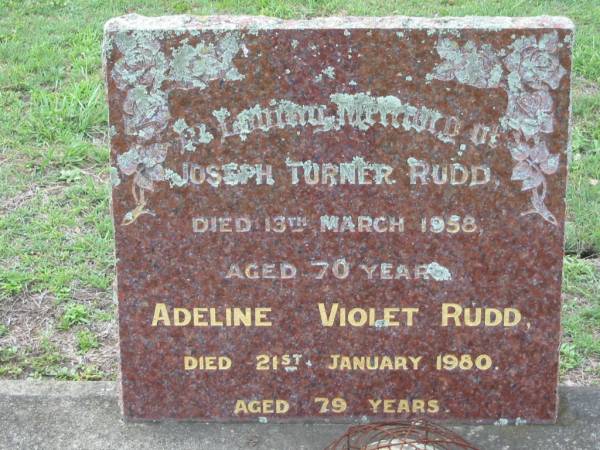 In Loving Memory of
JOSEPH TURNER RUDD,
DIED 13TH MARCH 1958,
AGED 70 YEARS
ADELINE VIOLET RUDD,
DIED 21ST JANUARY 1980.
AGED 79 YEARS.